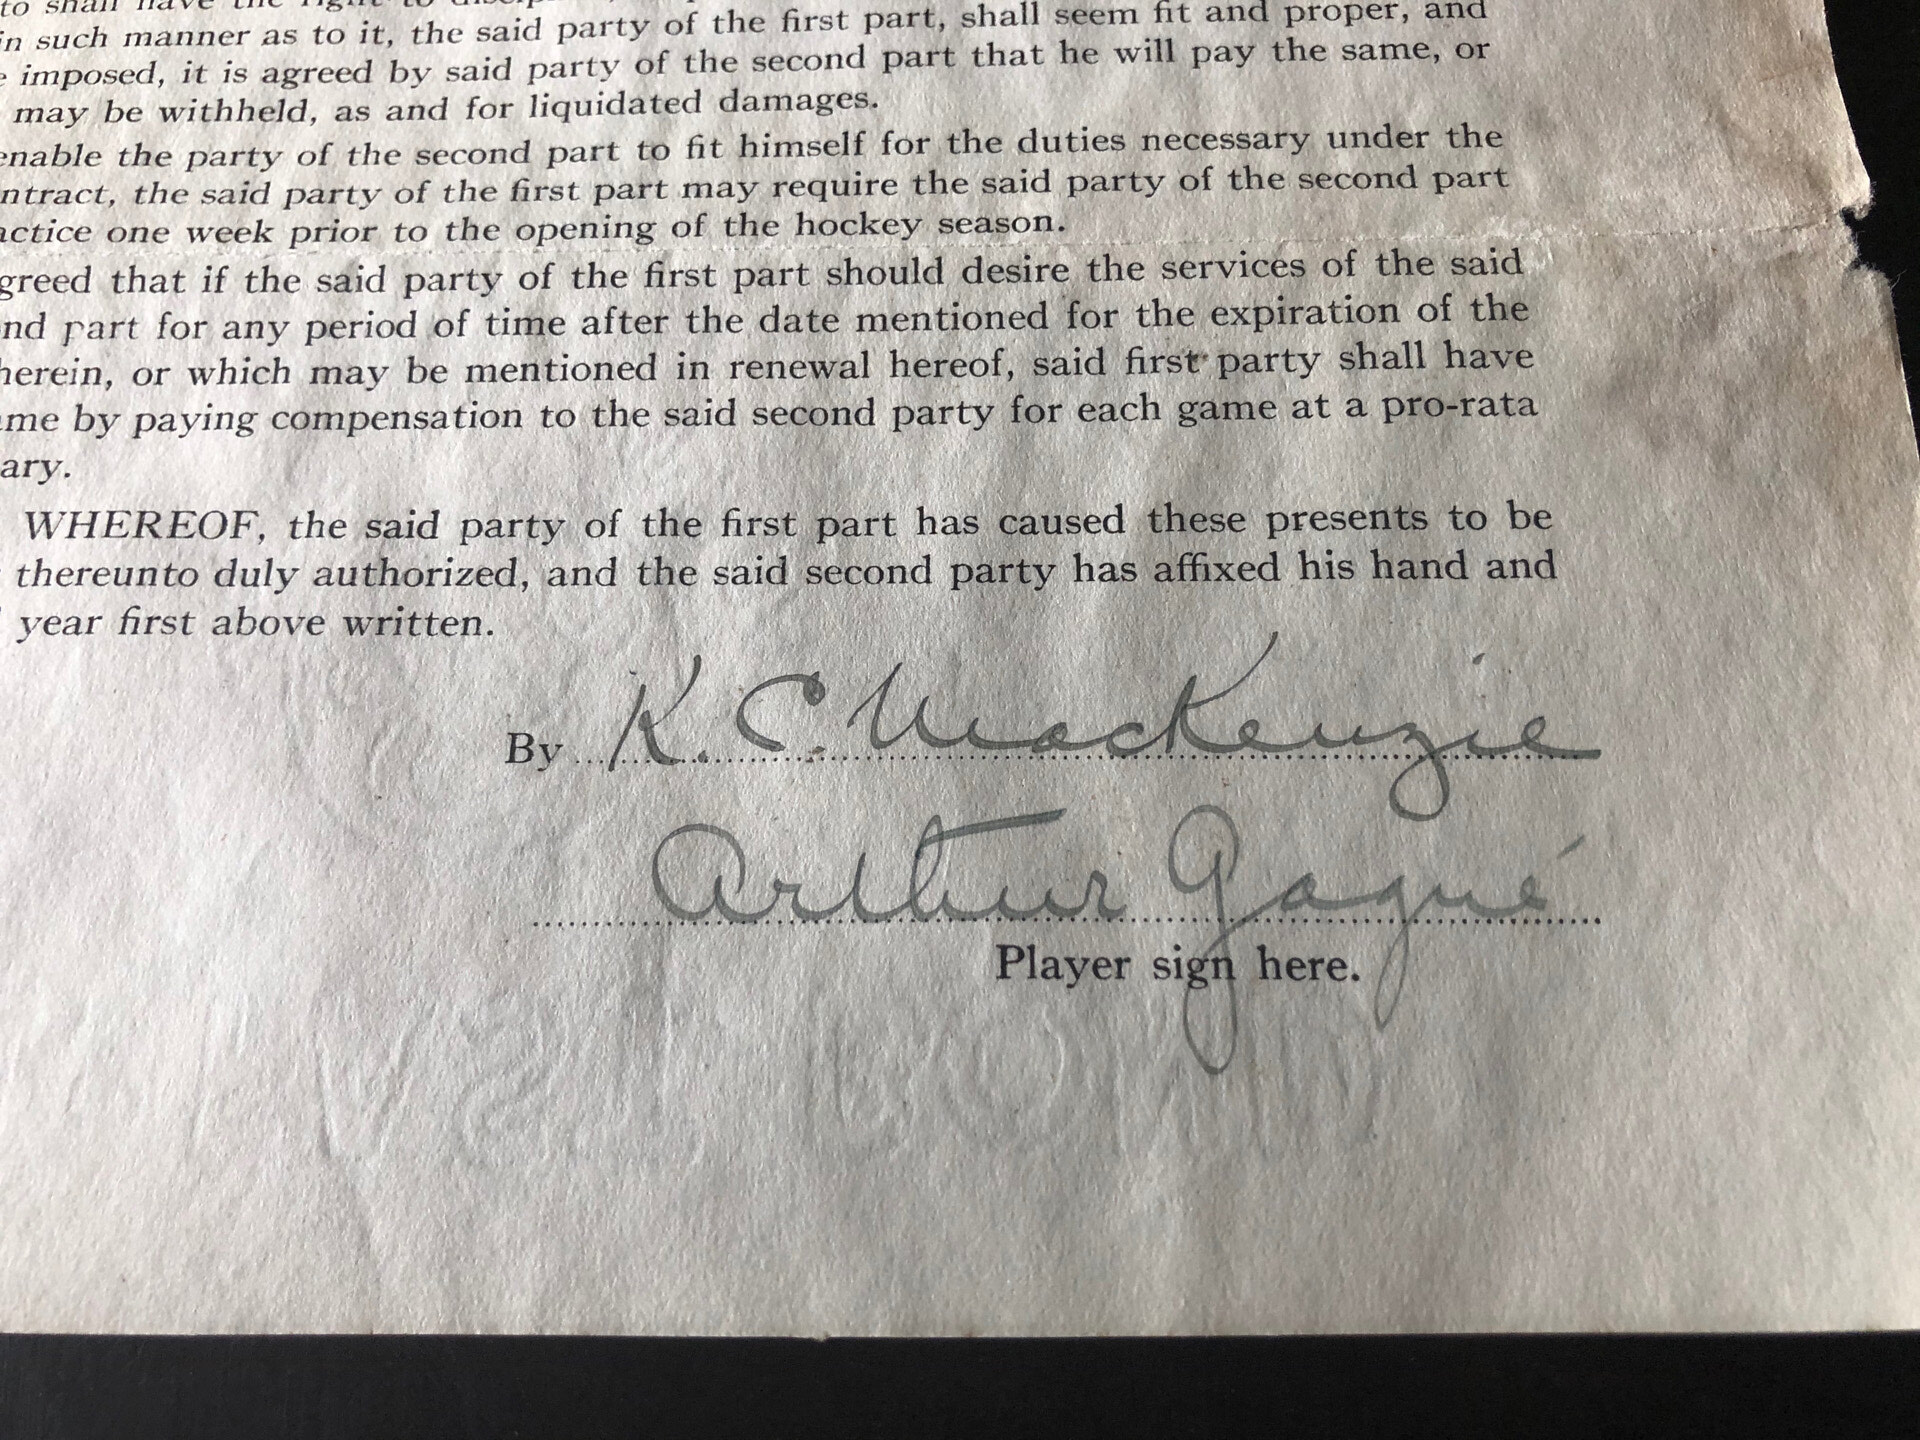 to shall have the right to
in such manner as to it, the said party of the first part, shall seem fit and proper, and
imposed, it is agreed by said party of the second part that he will pay the same, or
may be withheld, as and for liquidated damages.
enable the party of the second part to fit himself for the duties necessary under the
ntract, the said party of the first part may require the said party of the second part
actice one week prior to the opening of the hockey season.
greed that if the said party of the first part should desire the services of the said
nd part for any period of time after the date mentioned for the expiration of the
herein, or which may be mentioned in renewal hereof, said first party shall have
ame by paying compensation to the said second party for each game at a pro-rata
ary.
WHEREOF, the said party of the first part has caused these presents to be
thereunto duly authorized, and the said second party has affixed his hand and
year first above written.
By K. C. MacKenzie
Arthur Gagné
Player sign here.